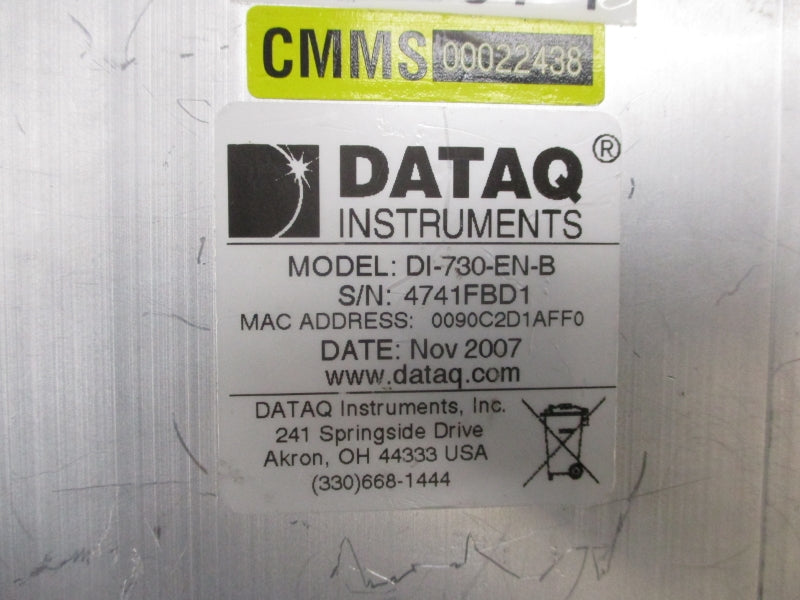 CMMS 00022438
DATAQ ®
INSTRUMENTS
MODEL: DI-730-EN-B
S/N: 4741FBD1
MAC ADDRESS: 0090C2D1AFF0
DATE: Nov 2007
www.dataq.com
DATAQ Instruments, Inc.
241 Springside Drive
Akron, OH 44333 USA
(330)668-1444